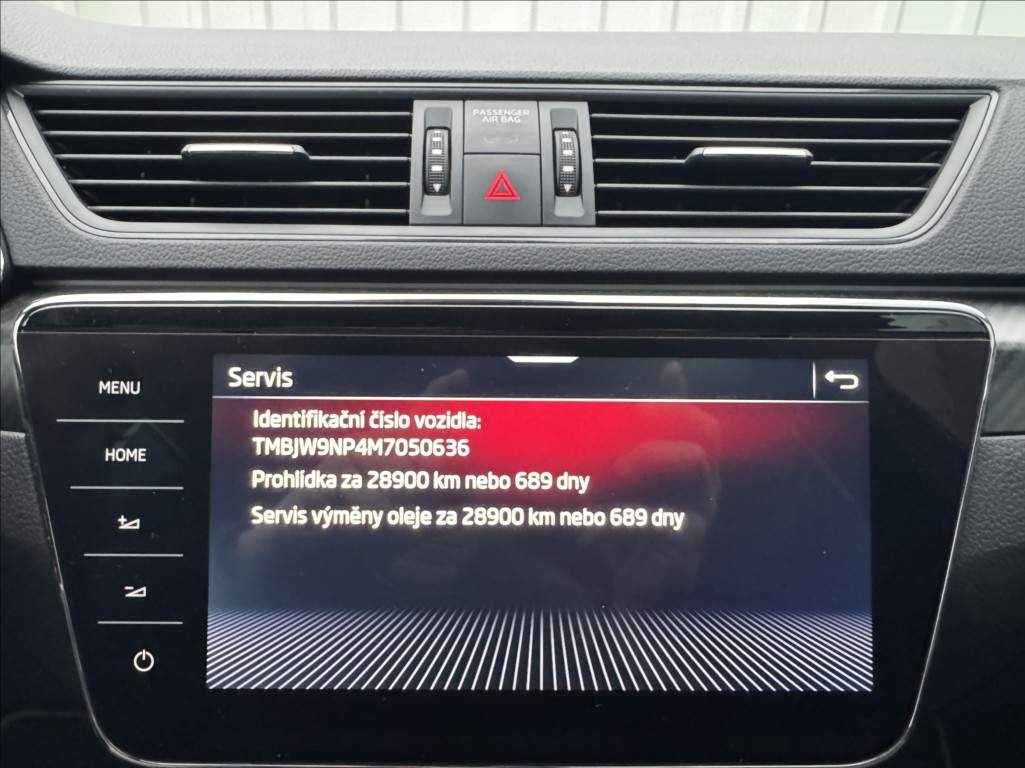 PASSENGER
AIR BAG
Servis
MENU
HOME
Identifikační číslo vozidla:
TMBJW9NP4M7050636
Prohlídka za 28900 km nebo 689 dny
Servis výměny oleje za 28900 km nebo 689 dny